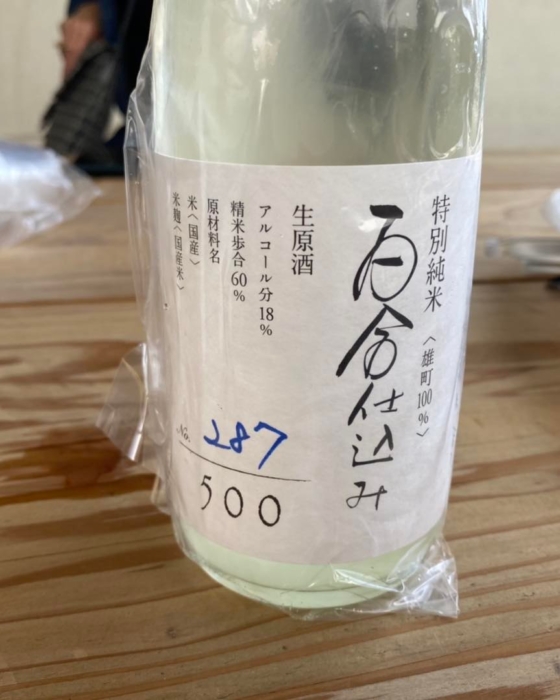 特別純米〈雄町100%〉
百合仕込み
生原酒
アルコール分18%
精米歩合60%
原材料名
米〈国産〉
米麹〈国産米〉
No. 287
500